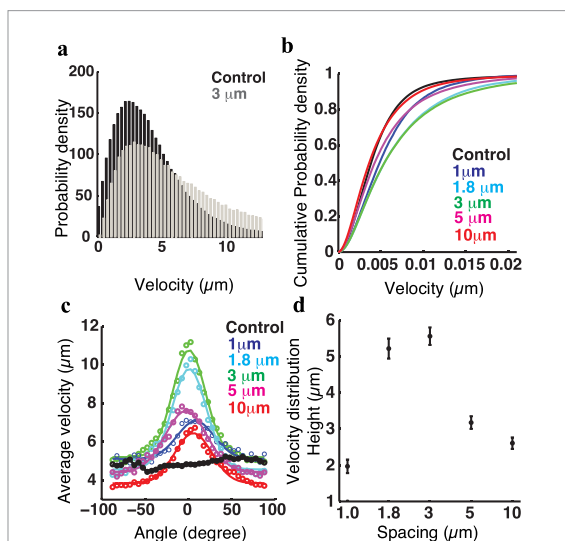 a
200
150
100
50
0
Probability density
Control
3 µm
0
5
10
Velocity (µm)
b
1
0.8
0.6
0.4
0.2
0
Cumulative Probability density
Control
1µm
1.8 µm
3 µm
5 µm
10µm
0
0.005
0.01
0.015
0.02
Velocity (µm)
c
12
10
8
6
4
Average velocity (µm)
Control
1µm
1.8 µm
3 µm
5 µm
10µm
−100
−50
0
50
100
Angle (degree)
d
6
5
4
3
2
1
Velocity distribution
Height (µm)
1.0
1.8
3
5
10
Spacing (µm)